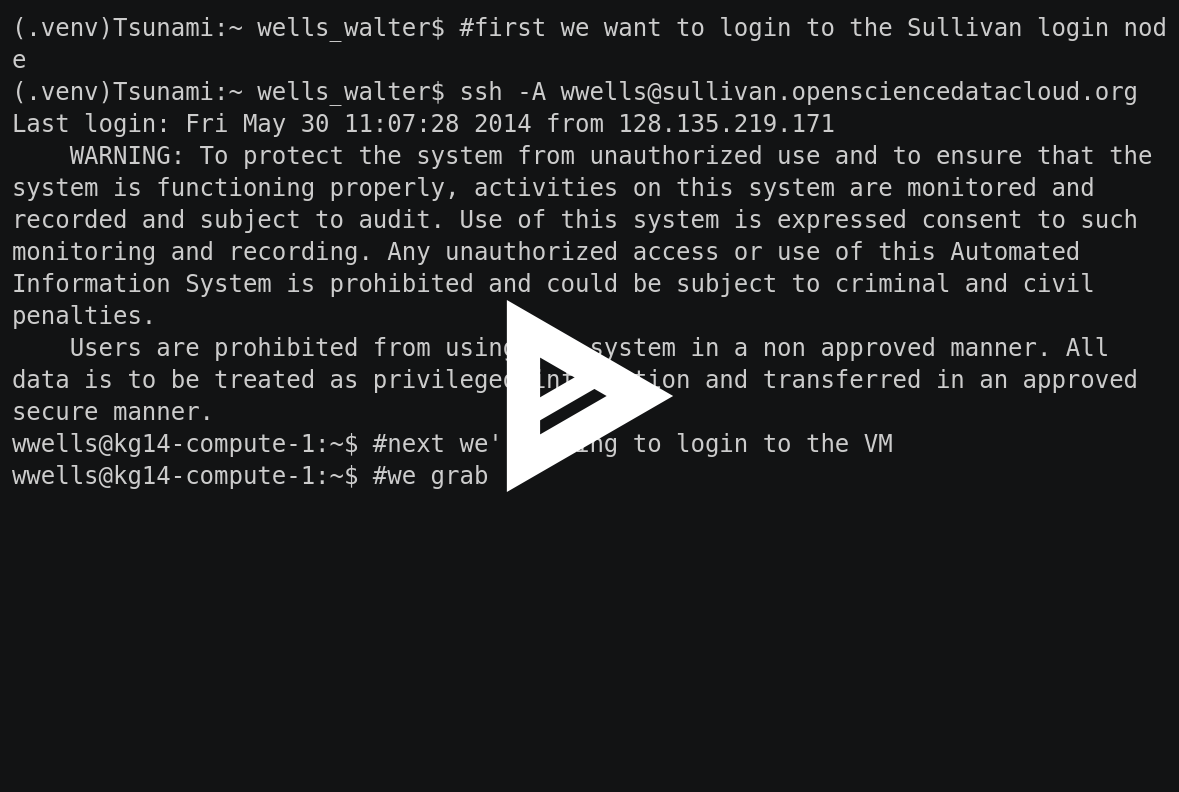 (.venv)Tsunami:~ wells_walter$ #first we want to login to the Sullivan login nod
e
(.venv)Tsunami:~ wells_walter$ ssh -A wwells@sullivan.opensciencedatacloud.org
Last login: Fri May 30 11:07:28 2014 from 128.135.219.171
    WARNING: To protect the system from unauthorized use and to ensure that the
system is functioning properly, activities on this system are monitored and
recorded and subject to audit. Use of this system is expressed consent to such
monitoring and recording. Any unauthorized access or use of this Automated
Information System is prohibited and could be subject to criminal and civil
penalties.
    Users are prohibited from using system in a non approved manner. All
data is to be treated as privileged information and transferred in an approved
secure manner.
wwells@kg14-compute-1:~$ #next we' to login to the VM
wwells@kg14-compute-1:~$ #we grab